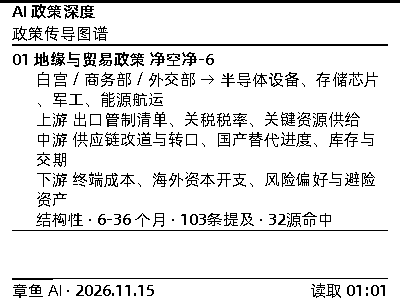 AI 政策深度
政策传导图谱
01 地缘与贸易政策 净空净-6
白宫 / 商务部 / 外交部 → 半导体设备、存储芯片
、军工、能源航运
上游 出口管制清单、关税税率、关键资源供给
中游 供应链改道与转口、国产替代进度、库存与
交期
下游 终端成本、海外资本开支、风险偏好与避险
资产
结构性 · 6-36 个月 · 103条提及 · 32源命中
章鱼 AI · 2026.11.15
读取 01:01